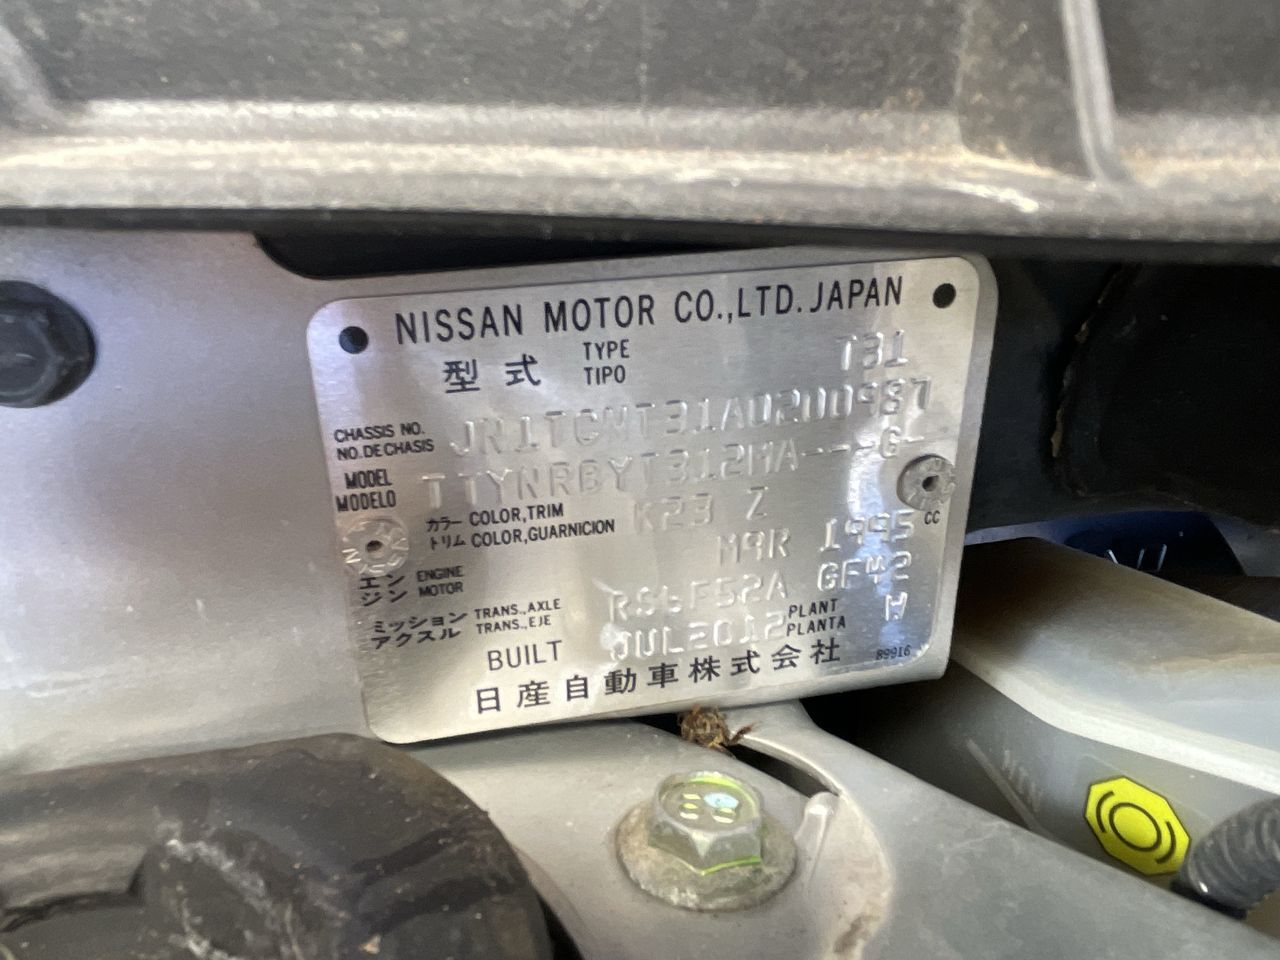 NISSAN MOTOR CO.,LTD. JAPAN
型式 TYPE TIPO T31
CHASSIS NO. NO. DE CHASIS JN1TCNT31A0200987
MODEL MODELO TTYNRBYT312MA---G--
カラー COLOR,TRIM
トリム COLOR,GUARNICION K23 Z
エンジン ENGINE MOTOR M9R 1995 CC
ミッション TRANS.,AXLE
アクスル TRANS.,EJE RS6F52A GF42
BUILT JUL2012 PLANT PLANTA W
日産自動車株式会社 89916